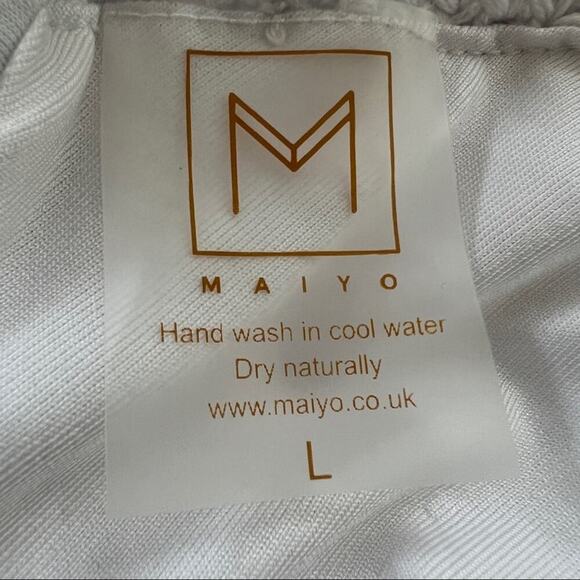 M
MAIYO
Hand wash in cool water
Dry naturally
www.maiyo.co.uk
L